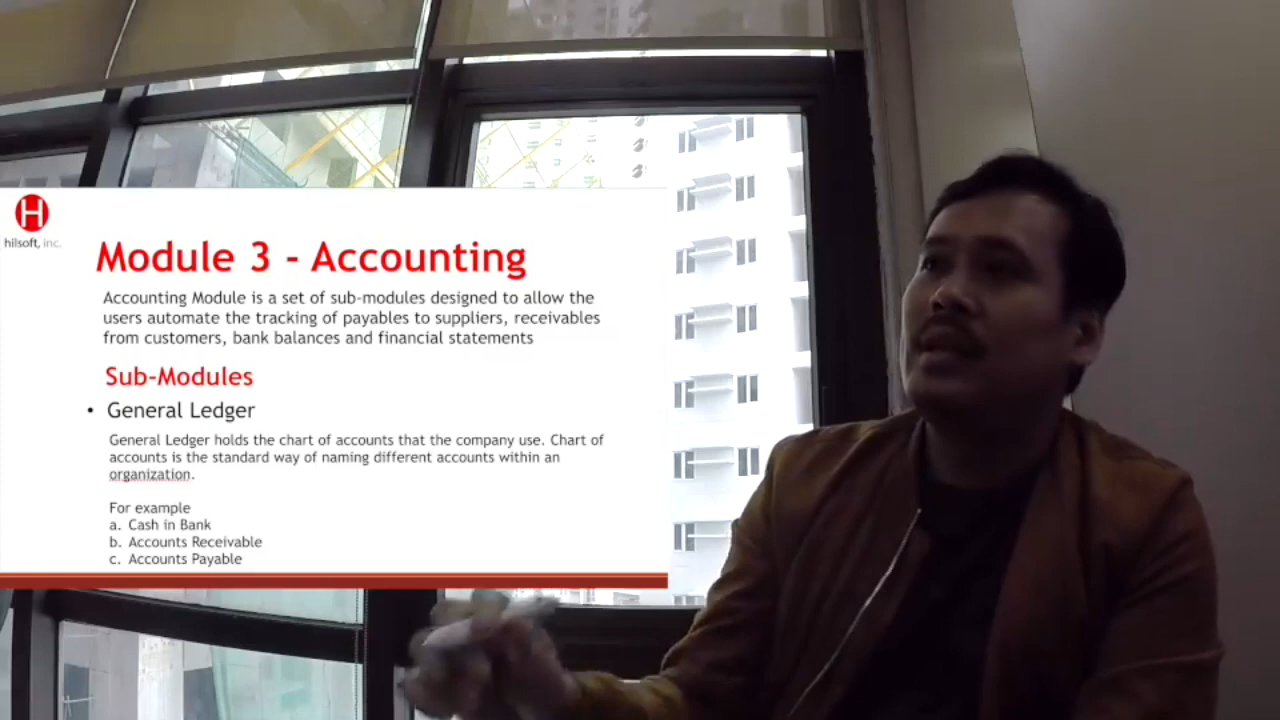 H
hilsoft, inc.
Module 3 - Accounting
Accounting Module is a set of sub-modules designed to allow the
users automate the tracking of payables to suppliers, receivables
from customers, bank balances and financial statements
Sub-Modules
• General Ledger
General Ledger holds the chart of accounts that the company use. Chart of
accounts is the standard way of naming different accounts within an
organization.
For example
a. Cash in Bank
b. Accounts Receivable
c. Accounts Payable